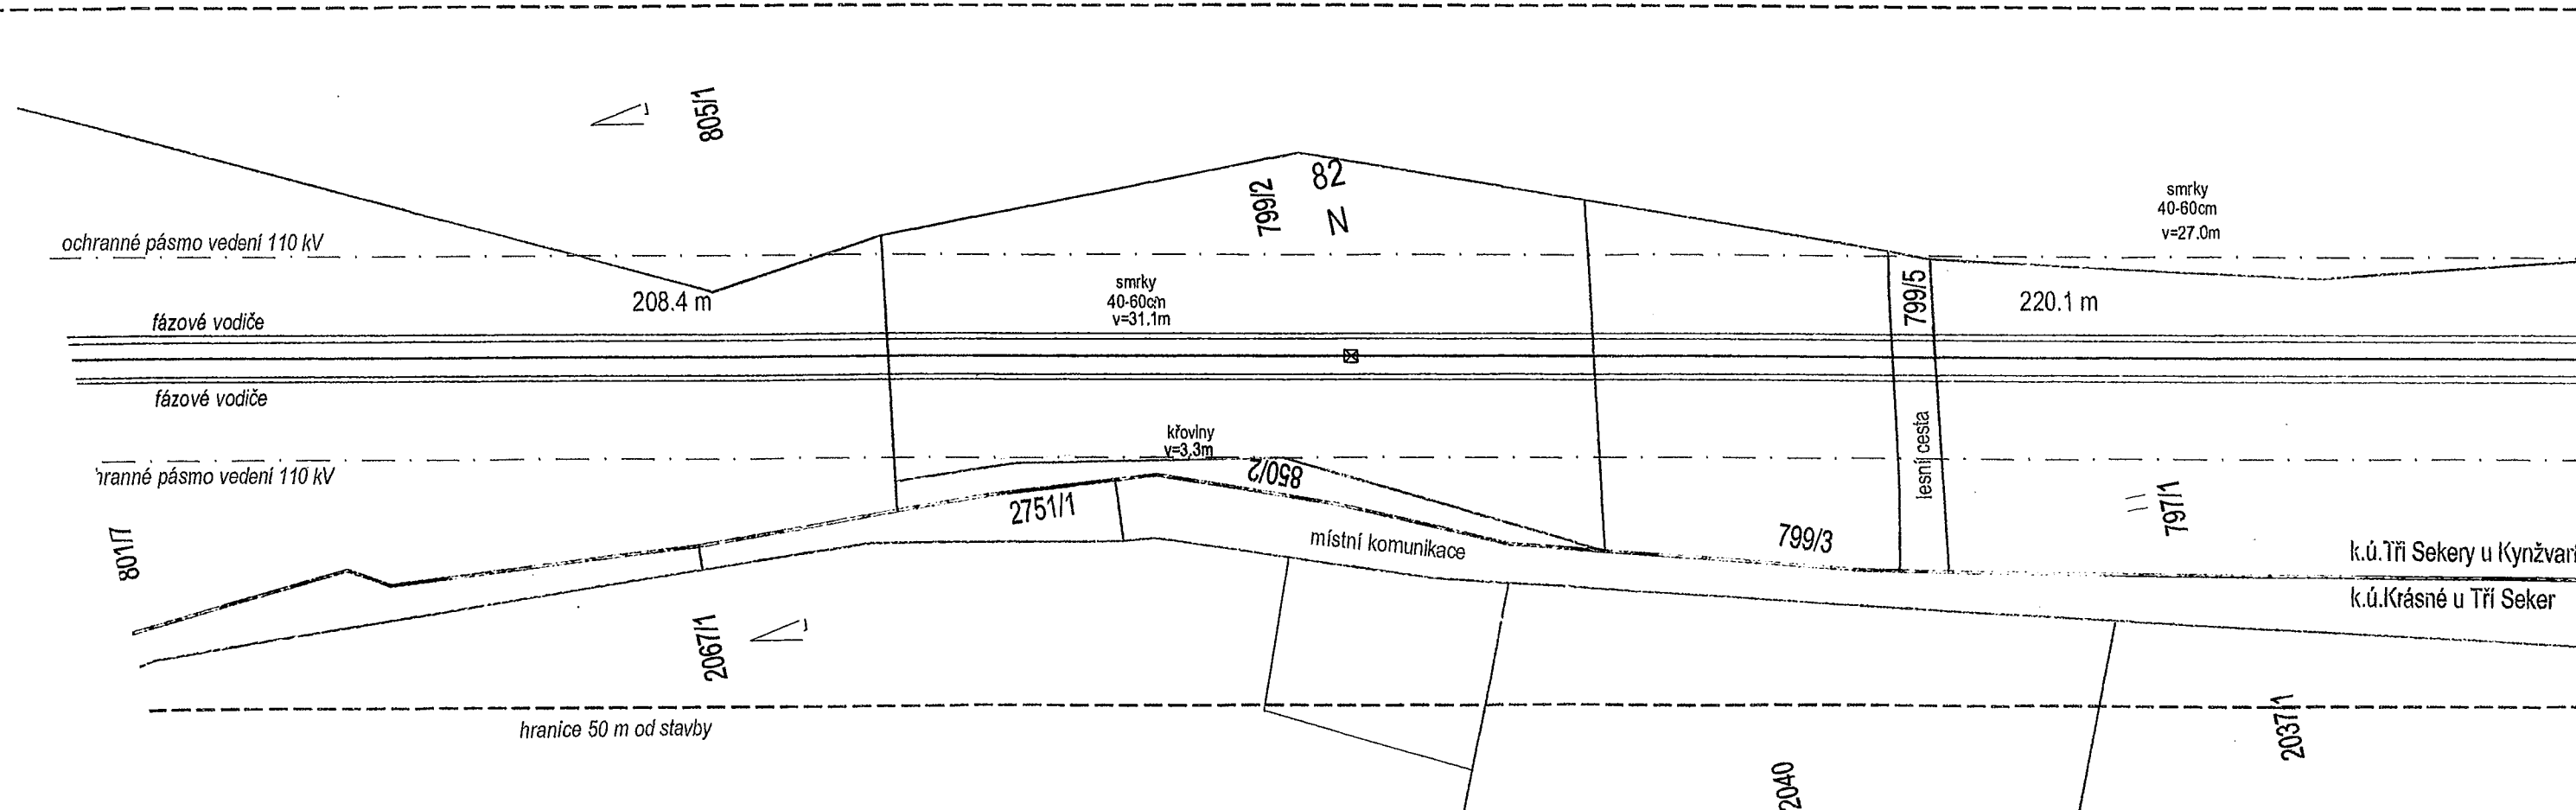 805/1
799/2
82
N
smrky
40-60cm
v=27.0m
ochranné pásmo vedení 110 kV
208.4 m
smrky
40-60cm
v=31.1m
799/5
220.1 m
fázové vodiče
fázové vodiče
lesní cesta
křoviny
v=3,3m
850/2
hranné pásmo vedení 110 kV
2751/1
797/1
801/7
místní komunikace
799/3
k.ú.Tří Sekery u Kynžvar
k.ú.Krásné u Tří Seker
2067/1
hranice 50 m od stavby
2037/1
2040